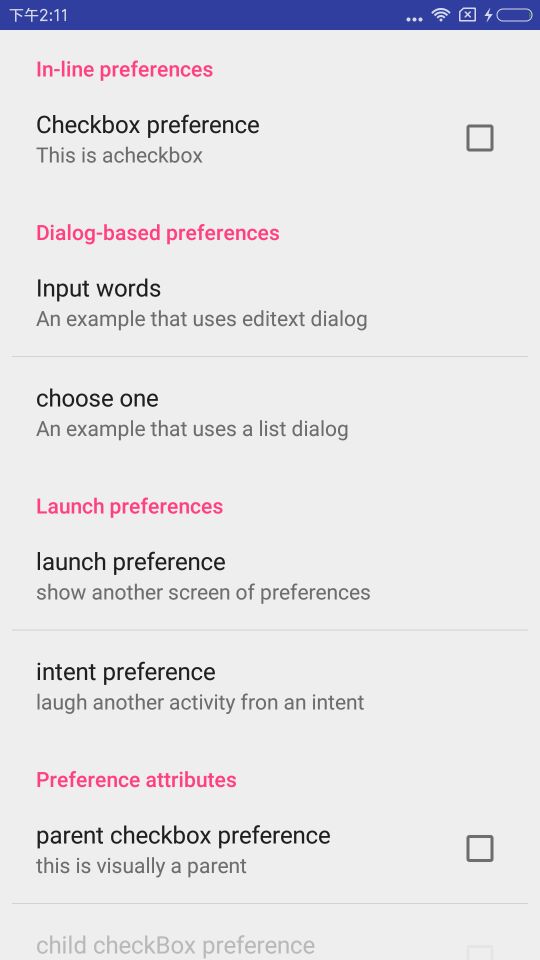 下午2:11
In-line preferences
Checkbox preference
This is acheckbox
Dialog-based preferences
Input words
An example that uses editext dialog
choose one
An example that uses a list dialog
Launch preferences
launch preference
show another screen of preferences
intent preference
laugh another activity fron an intent
Preference attributes
parent checkbox preference
this is visually a parent
child checkBox preference